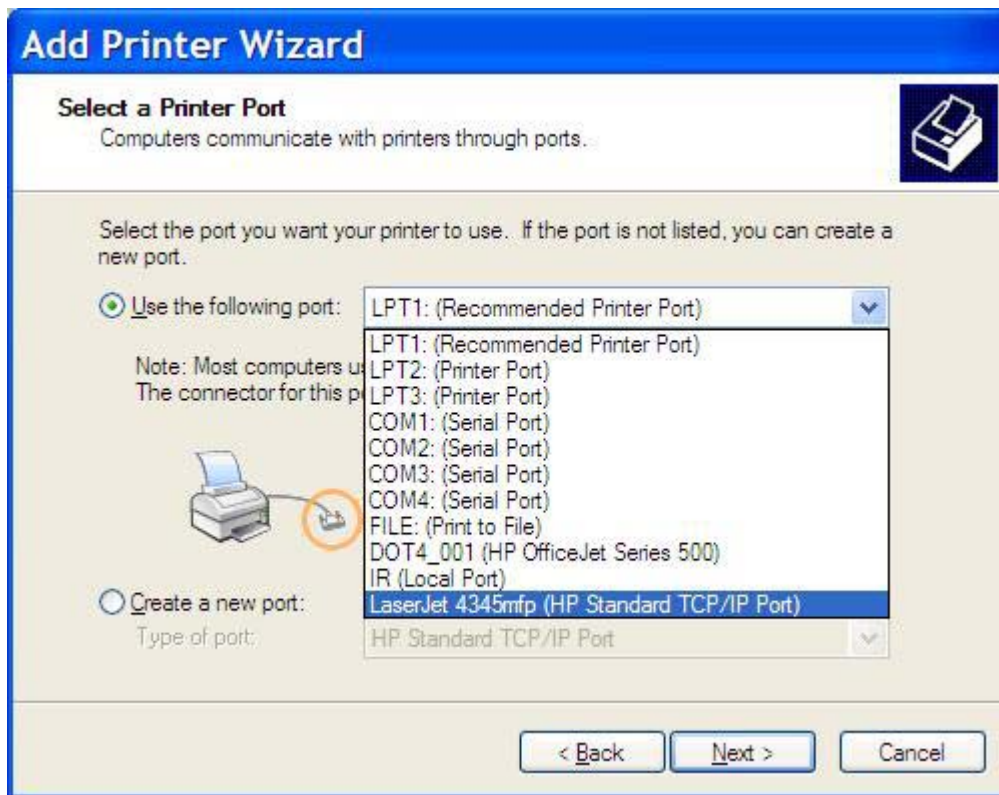 Add Printer Wizard
Select a Printer Port
Computers communicate with printers through ports.
Select the port you want your printer to use. If the port is not listed, you can create a
new port.
Use the following port:
LPT1: (Recommended Printer Port)
Note: Most computers
The connector for this
LPT1: (Recommended Printer Port)
LPT2: (Printer Port)
LPT3: (Printer Port)
COM1: (Serial Port)
COM2: (Serial Port)
COM3: (Serial Port)
COM4: (Serial Port)
FILE: (Print to File)
DOT4_001 (HP OfficeJet Series 500)
IR (Local Port)
LaserJet 4345mfp (HP Standard TCP/IP Port)
Create a new port:
Type of port:
HP Standard TCP/IP Port
< Back
Next >
Cancel